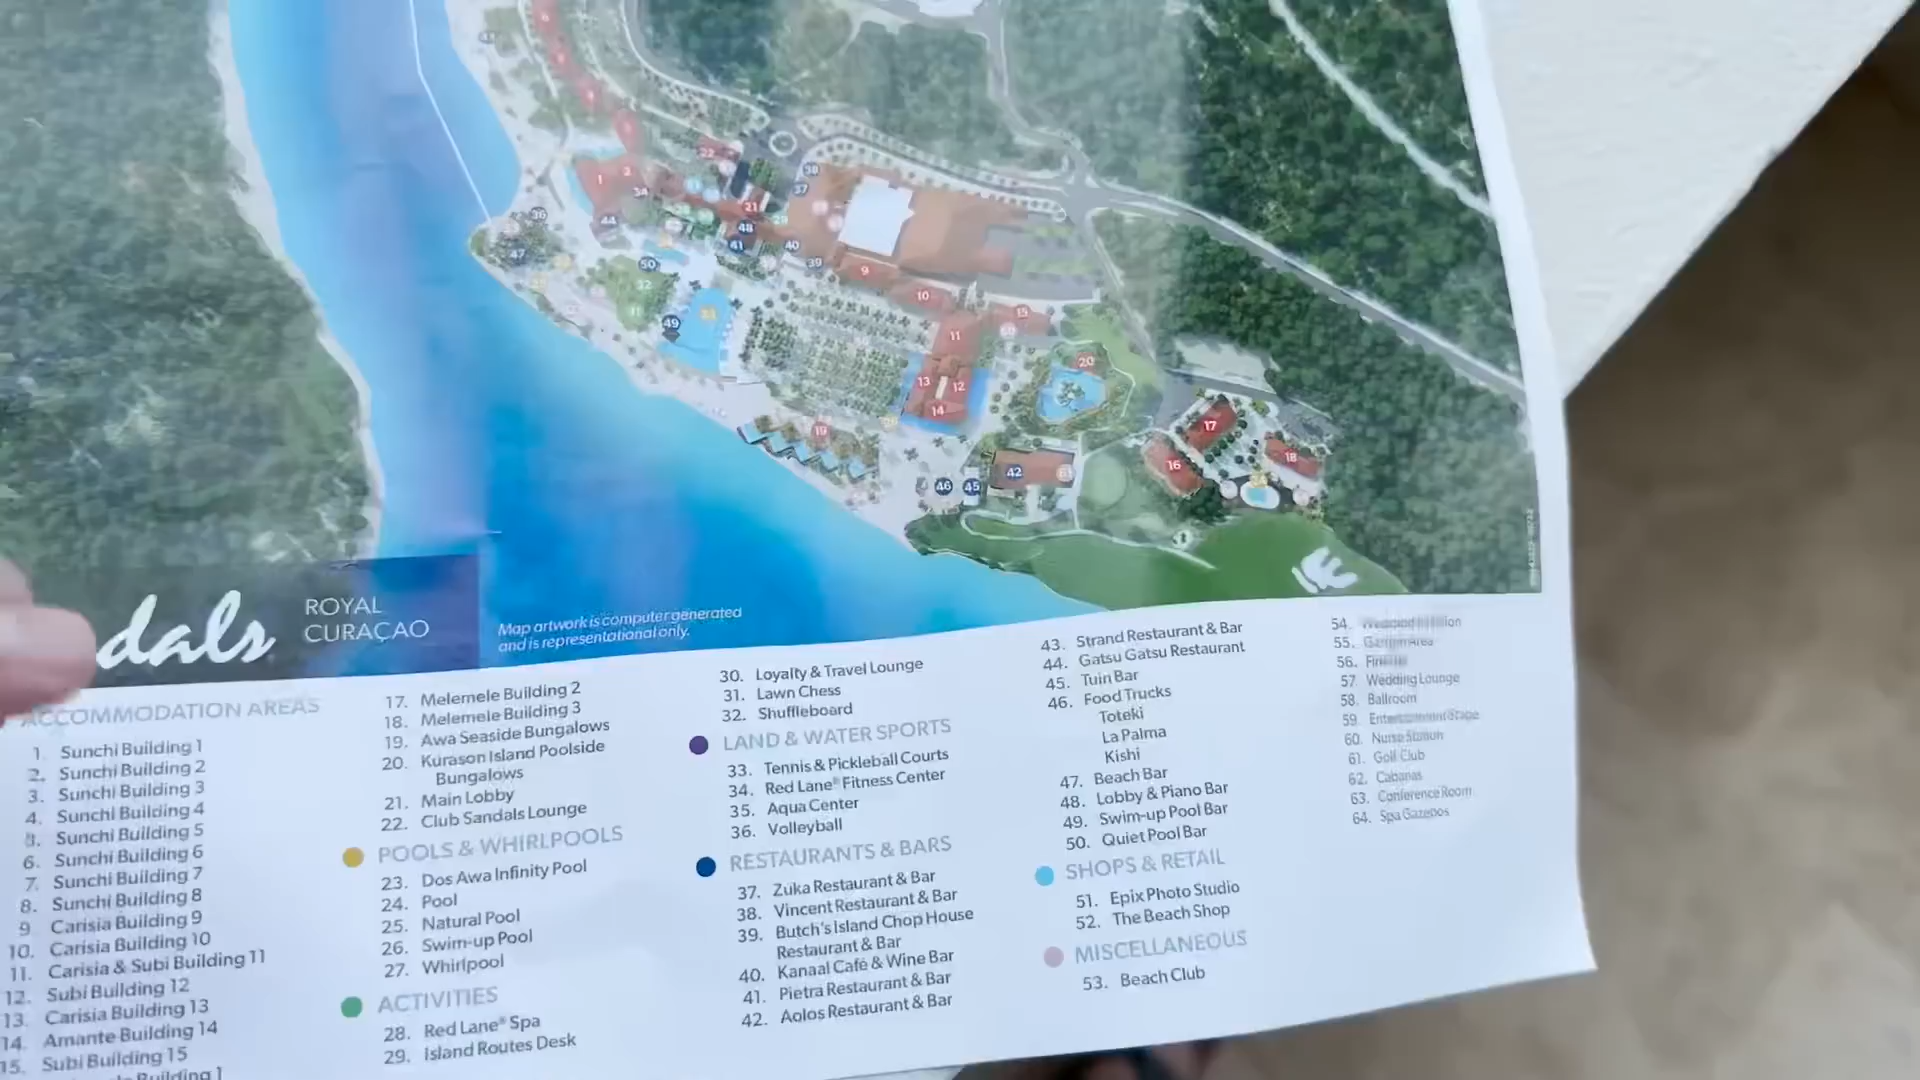 dals
ROYAL
CURAÇAO
Map artwork is computer generated
and is representational only.
ACCOMMODATION AREAS
1. Sunchi Building 1
2. Sunchi Building 2
3. Sunchi Building 3
4. Sunchi Building 4
Sunchi Building 5
6. Sunchi Building 6
7. Sunchi Building 7
8. Sunchi Building 8
9 Carisia Building 9
10. Carisia Building 10
11. Carisia & Subi Building 11
12. Subi Building 12
13. Carisia Building 13
14. Amante Building 14
15. Subi Building 15
Building 1
17. Melemele Building 2
18. Melemele Building 3
19. Awa Seaside Bungalows
20. Kurason Island Poolside
Bungalows
21. Main Lobby
22. Club Sandals Lounge
POOLS & WHIRLPOOLS
23. Dos Awa Infinity Pool
24. Pool
25. Natural Pool
26. Swim-up Pool
27. Whirlpool
ACTIVITIES
28. Red Lane® Spa
29. Island Routes Desk
30. Loyalty & Travel Lounge
31. Lawn Chess
32. Shuffleboard
LAND & WATER SPORTS
33. Tennis & Pickleball Courts
34. Red Lane® Fitness Center
35. Aqua Center
36. Volleyball
RESTAURANTS & BARS
37. Zuka Restaurant & Bar
38. Vincent Restaurant & Bar
39. Butch's Island Chop House
Restaurant & Bar
40. Kanaal Café & Wine Bar
41. Pietra Restaurant & Bar
42. Aolos Restaurant & Bar
43. Strand Restaurant & Bar
44. Gatsu Gatsu Restaurant
45. Tuin Bar
46. Food Trucks
Toteki
La Palma
Kishi
47. Beach Bar
48. Lobby & Piano Bar
49. Swim-up Pool Bar
50. Quiet Pool Bar
SHOPS & RETAIL
51. Epix Photo Studio
52. The Beach Shop
MISCELLANEOUS
53. Beach Club
54.
55.
56.
57. Wedding Lounge
58. Ballroom
59. Entertainment Stage
60. Nurse Station
61. Golf Club
62. Cabanas
63. Conference Room
64. Spa Gazebos